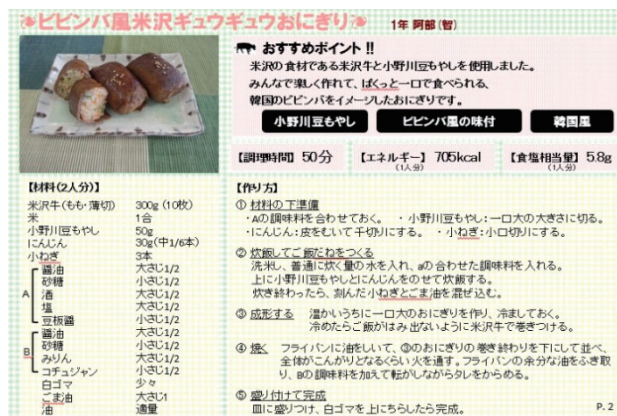 ビビンバ風米沢ギュウギュウおにぎり
1年 阿部(智)
おすすめポイント!!
米沢の食材である米沢牛と小野川豆もやしを使用しました。
みんなで楽しく作れて、ぱくっと一口で食べられる、
韓国のビビンバをイメージしたおにぎりです。
小野川豆もやし ビビンバ風の味付 韓国風
【調理時間】50分 【エネルギー】705kcal 【食塩相当量】5.8g
(1人分) (1人分)
【材料(2人分)】
米沢牛(もも・薄切) 300g (10枚)
米 1合
小野川豆もやし 50g
にんじん 30g(中1/6本)
小ねぎ 3本
A
醤油 大さじ1/2
砂糖 小さじ1/2
酒 大さじ1/2
塩 大さじ1/2
豆板醤 小さじ1/2
B
醤油 大さじ1/2
砂糖 小さじ1/2
みりん 大さじ1/2
コチュジャン 小さじ1/2
白ゴマ 少々
ごま油 大さじ1
油 適量
【作り方】
① 材料の下準備
・Aの調味料を合わせておく。 ・小野川豆もやし:一口大の大きさに切る。
・にんじん:皮をむいて千切りにする。 ・小ねぎ:小口切りにする。
② 炊飯してご飯だねをつくる
洗米し、普通に炊く量の水を入れ、aの合わせた調味料を入れる。
上に小野川豆もやしとにんじんをのせて炊飯する。
炊き終わったら、刻んだ小ねぎとごま油を混ぜ込む。
③ 成形する 温かいうちに一口大のおにぎりを作り、冷ましておく。
冷めたらご飯がはみ出ないように米沢牛で巻きつける。
④ 焼く フライパンに油をしいて、③のおにぎりの巻き終わりを下にして並べ、
全体がこんがりとなるくらい火を通す。フライパンの余分な油をふき取
り、Bの調味料を加えて転がしながらタレをからめる。
⑤ 盛り付けて完成
皿に盛りつけ、白ゴマを上にちらしたら完成。
P.2